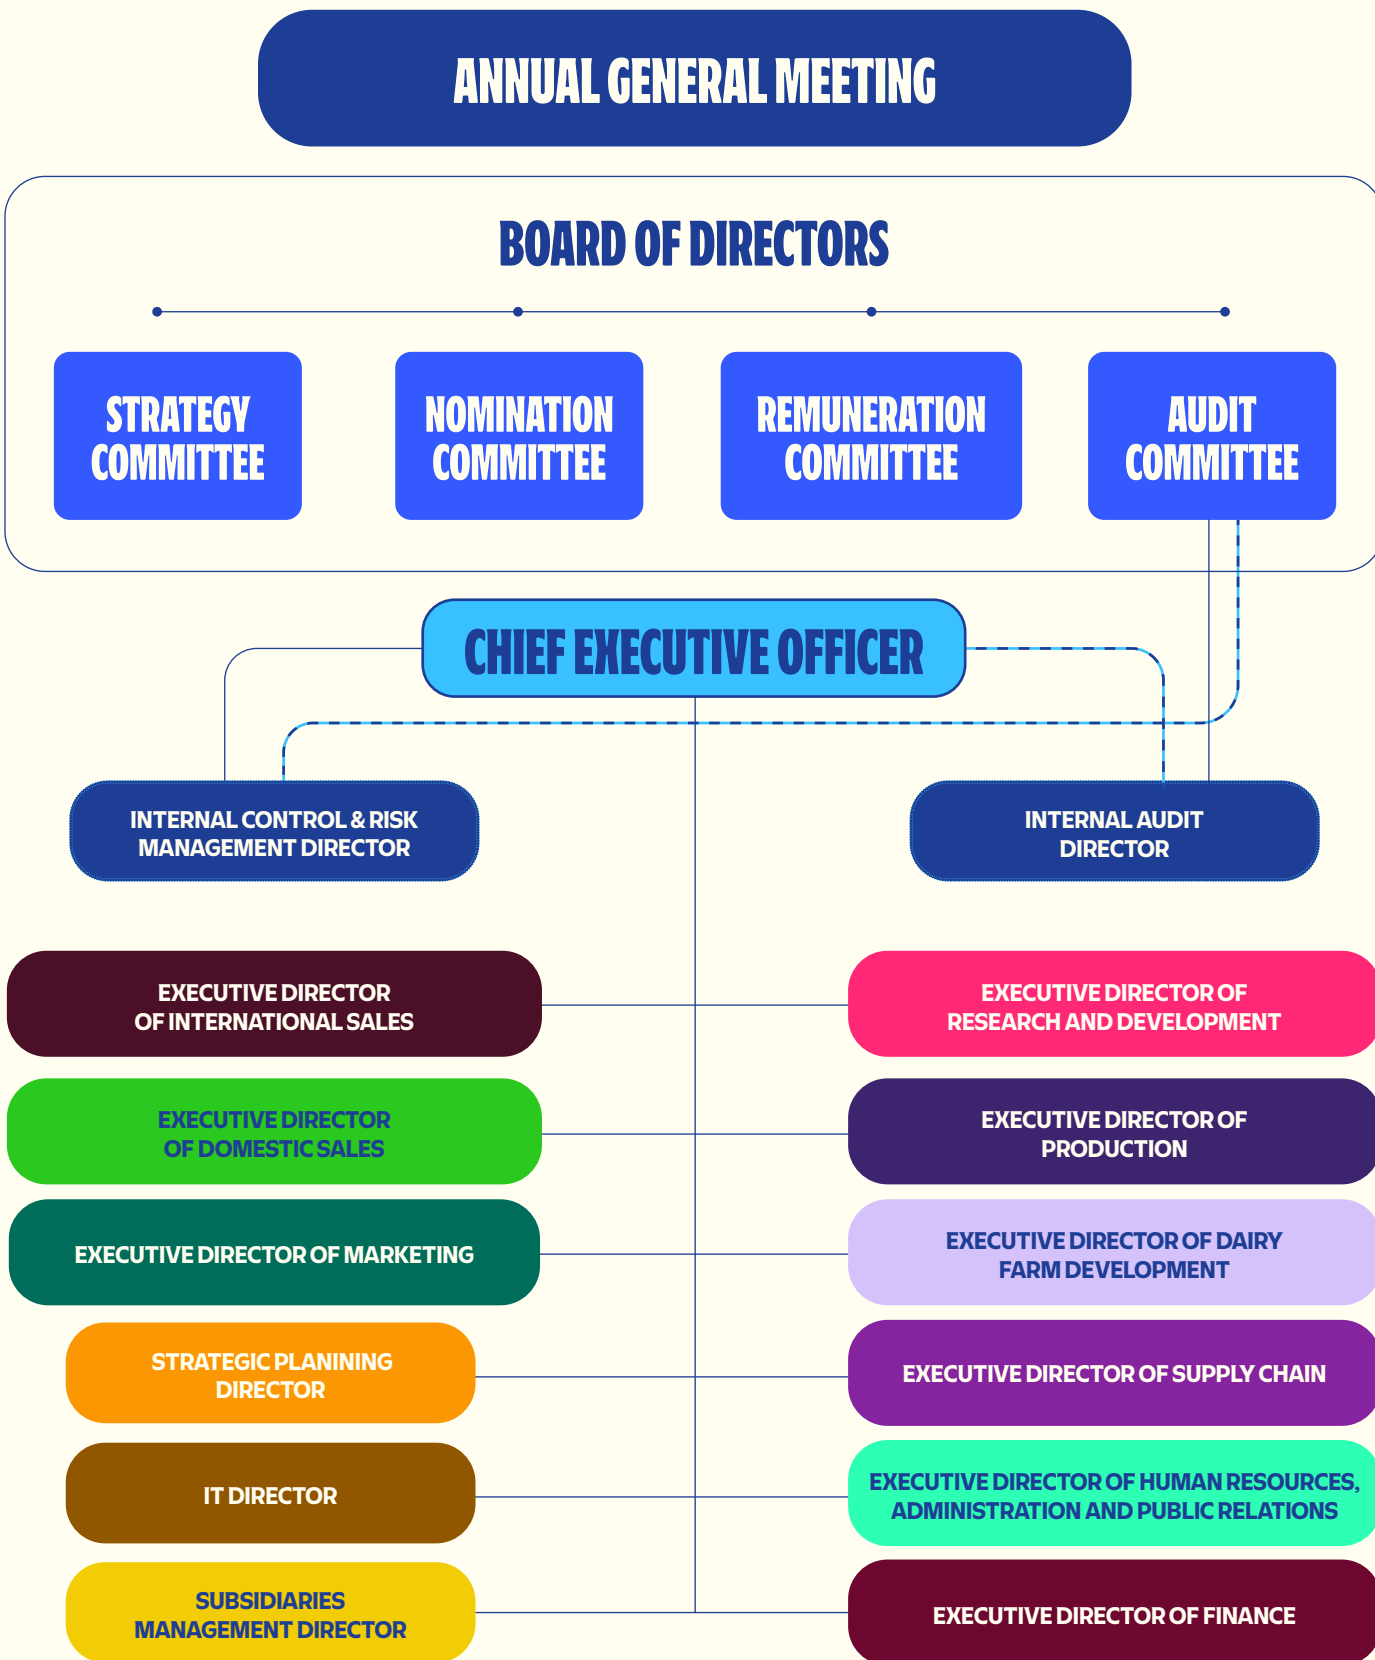 ANNUAL GENERAL MEETING
BOARD OF DIRECTORS
STRATEGY
COMMITTEE
NOMINATION
COMMITTEE
REMUNERATION
COMMITTEE
AUDIT
COMMITTEE
CHIEF EXECUTIVE OFFICER
INTERNAL CONTROL & RISK
MANAGEMENT DIRECTOR
INTERNAL AUDIT
DIRECTOR
EXECUTIVE DIRECTOR
OF INTERNATIONAL SALES
EXECUTIVE DIRECTOR OF
RESEARCH AND DEVELOPMENT
EXECUTIVE DIRECTOR
OF DOMESTIC SALES
EXECUTIVE DIRECTOR OF
PRODUCTION
EXECUTIVE DIRECTOR OF MARKETING
EXECUTIVE DIRECTOR OF DAIRY
FARM DEVELOPMENT
STRATEGIC PLANINING
DIRECTOR
EXECUTIVE DIRECTOR OF SUPPLY CHAIN
IT DIRECTOR
EXECUTIVE DIRECTOR OF HUMAN RESOURCES,
ADMINISTRATION AND PUBLIC RELATIONS
SUBSIDIARIES
MANAGEMENT DIRECTOR
EXECUTIVE DIRECTOR OF FINANCE